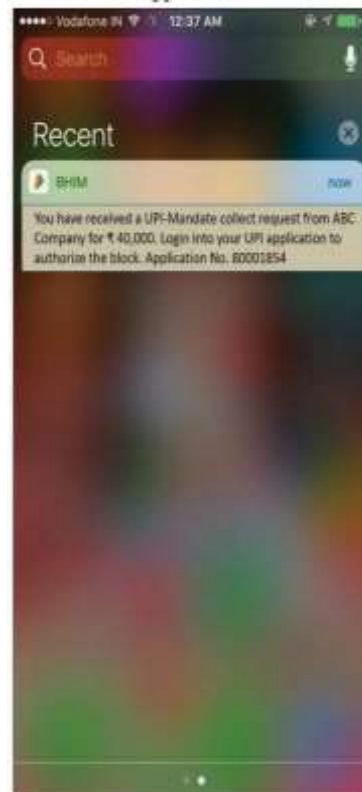 Vodafone IN 12:37 AM
Search
Recent
BHIM now
You have received a UPI-Mandate collect request from ABC
Company for ₹ 40,000. Login into your UPI application to
authorize the block. Application No. 80001854